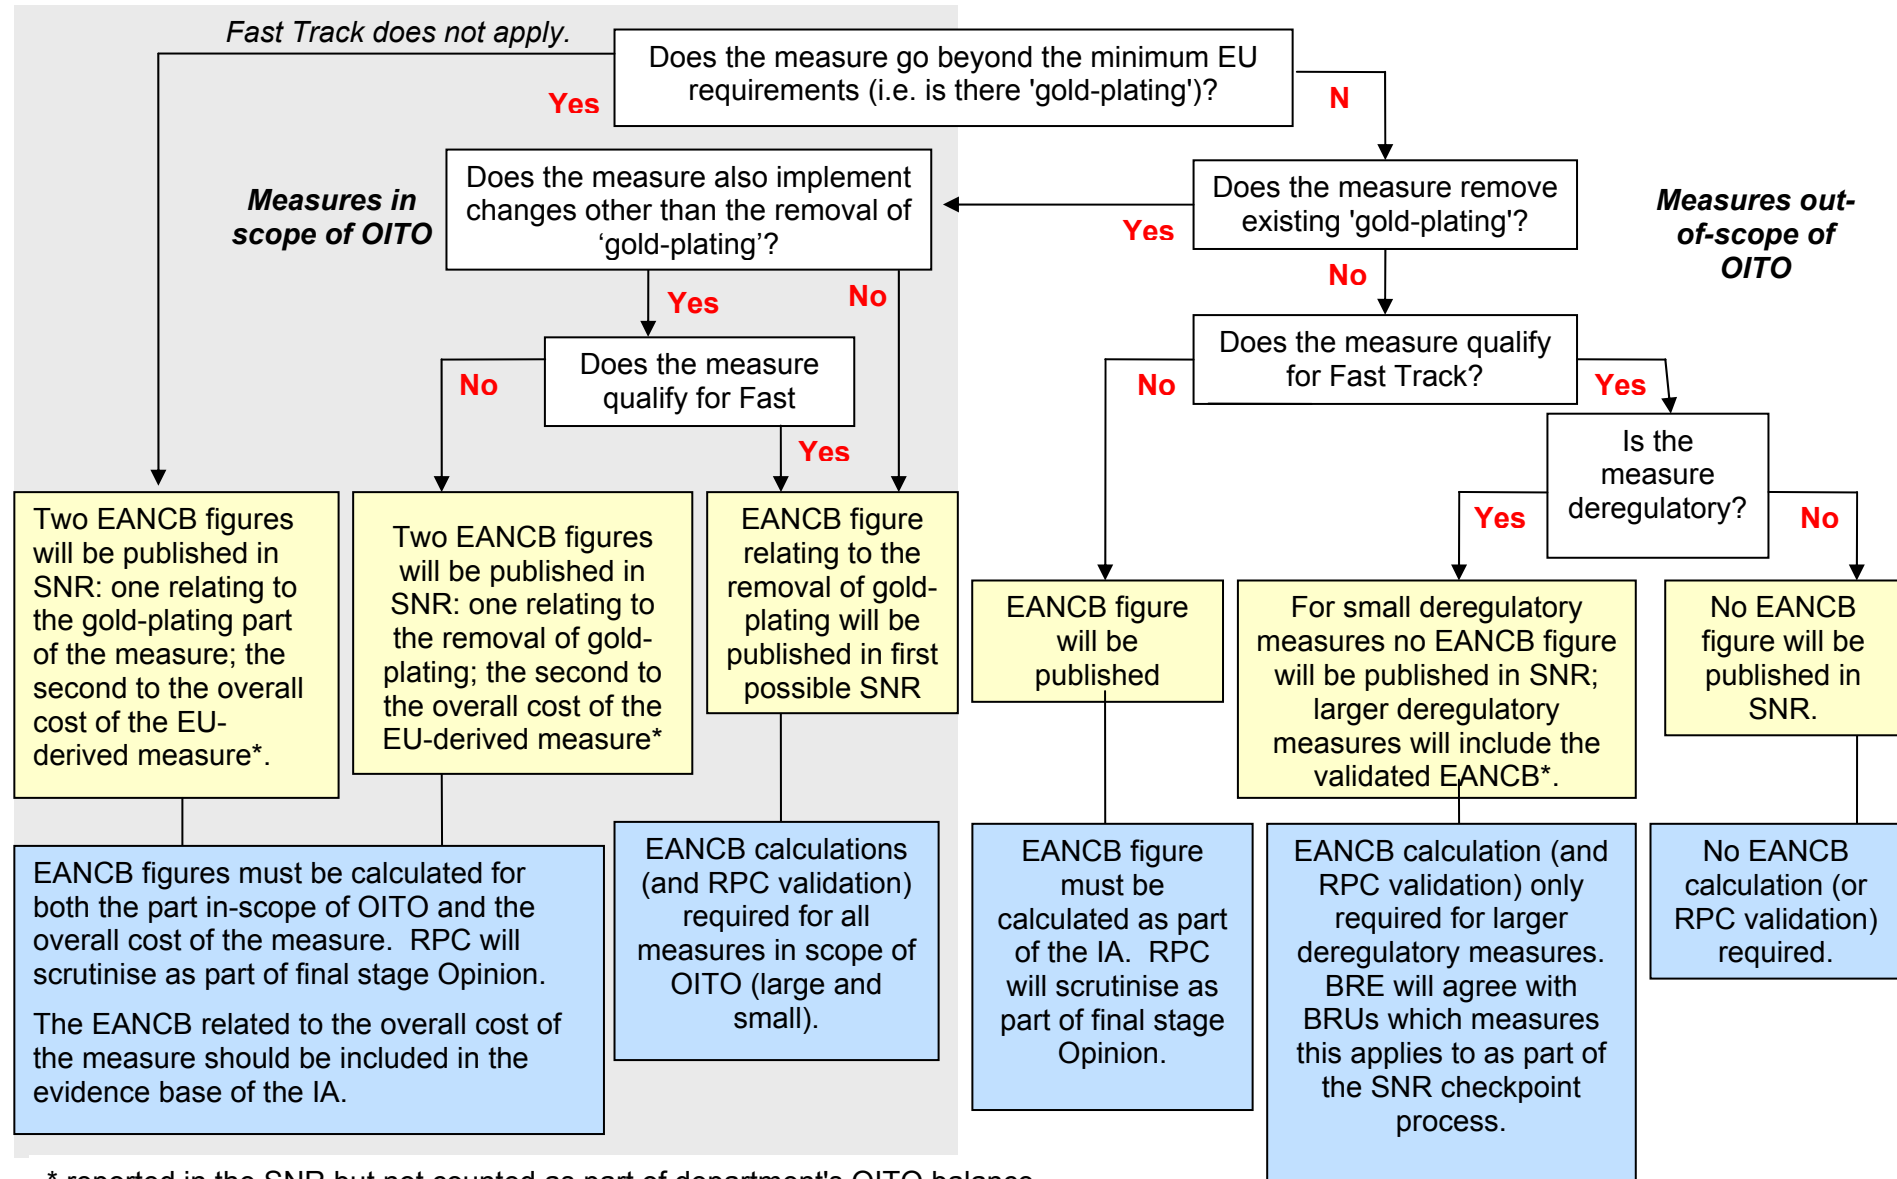 Fast Track does not apply.
Does the measure go beyond the minimum EU
requirements (i.e. is there 'gold-plating')?
Yes
N
Measures in
scope of OITO
Does the measure also implement
changes other than the removal of
‘gold-plating’?
Does the measure remove
existing 'gold-plating'?
Measures out-
of-scope of
OITO
Yes
No
Yes
No
Does the measure
qualify for Fast
Does the measure qualify
for Fast Track?
No
Yes
No
Yes
Is the
measure
deregulatory?
Yes
No
Two EANCB figures
will be published in
SNR: one relating to
the gold-plating part
of the measure; the
second to the overall
cost of the EU-
derived measure*.
Two EANCB figures
will be published in
SNR: one relating to
the removal of gold-
plating; the second to
the overall cost of the
EU-derived measure*
EANCB figure
relating to the
removal of gold-
plating will be
published in first
possible SNR
EANCB figure
will be
published
For small deregulatory
measures no EANCB figure
will be published in SNR;
larger deregulatory
measures will include the
validated EANCB*.
No EANCB
figure will be
published in
SNR.
EANCB figures must be calculated for
both the part in-scope of OITO and the
overall cost of the measure.  RPC will
scrutinise as part of final stage Opinion.
The EANCB related to the overall cost of
the measure should be included in the
evidence base of the IA.
EANCB calculations
(and RPC validation)
required for all
measures in scope of
OITO (large and
small).
EANCB figure
must be
calculated as part
of the IA.  RPC
will scrutinise as
part of final stage
Opinion.
EANCB calculation (and
RPC validation) only
required for larger
deregulatory measures.
BRE will agree with
BRUs which measures
this applies to as part of
the SNR checkpoint
process.
No EANCB
calculation (or
RPC validation)
required.
* reported in the SNR but not counted as part of department's OITO balance